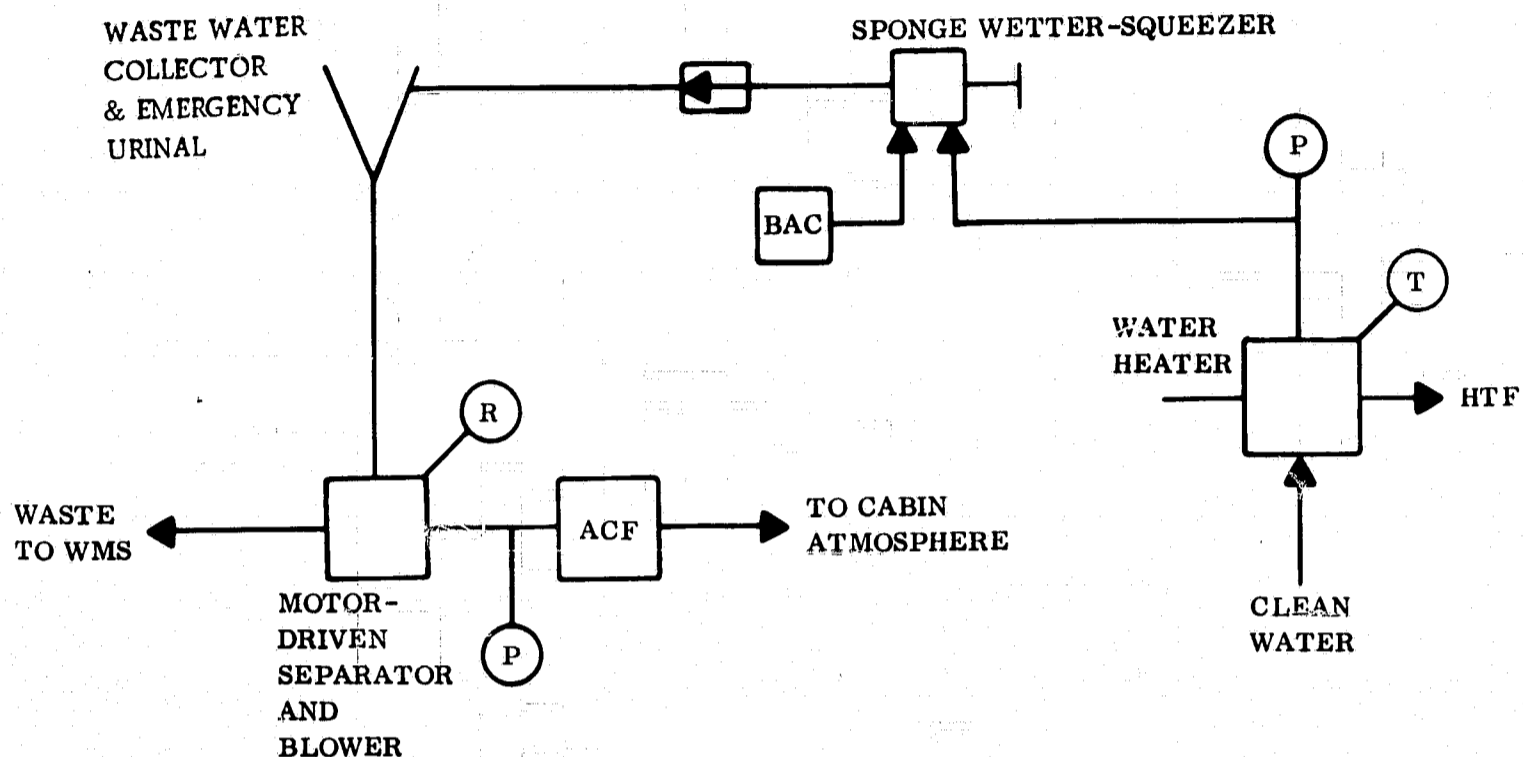 WASTE WATER
COLLECTOR
& EMERGENCY
URINAL
SPONGE WETTER-SQUEEZER
P
BAC
T
WATER
HEATER
HTF
R
WASTE
TO WMS
ACF
TO CABIN
ATMOSPHERE
MOTOR-
DRIVEN
SEPARATOR
AND
BLOWER
P
CLEAN
WATER